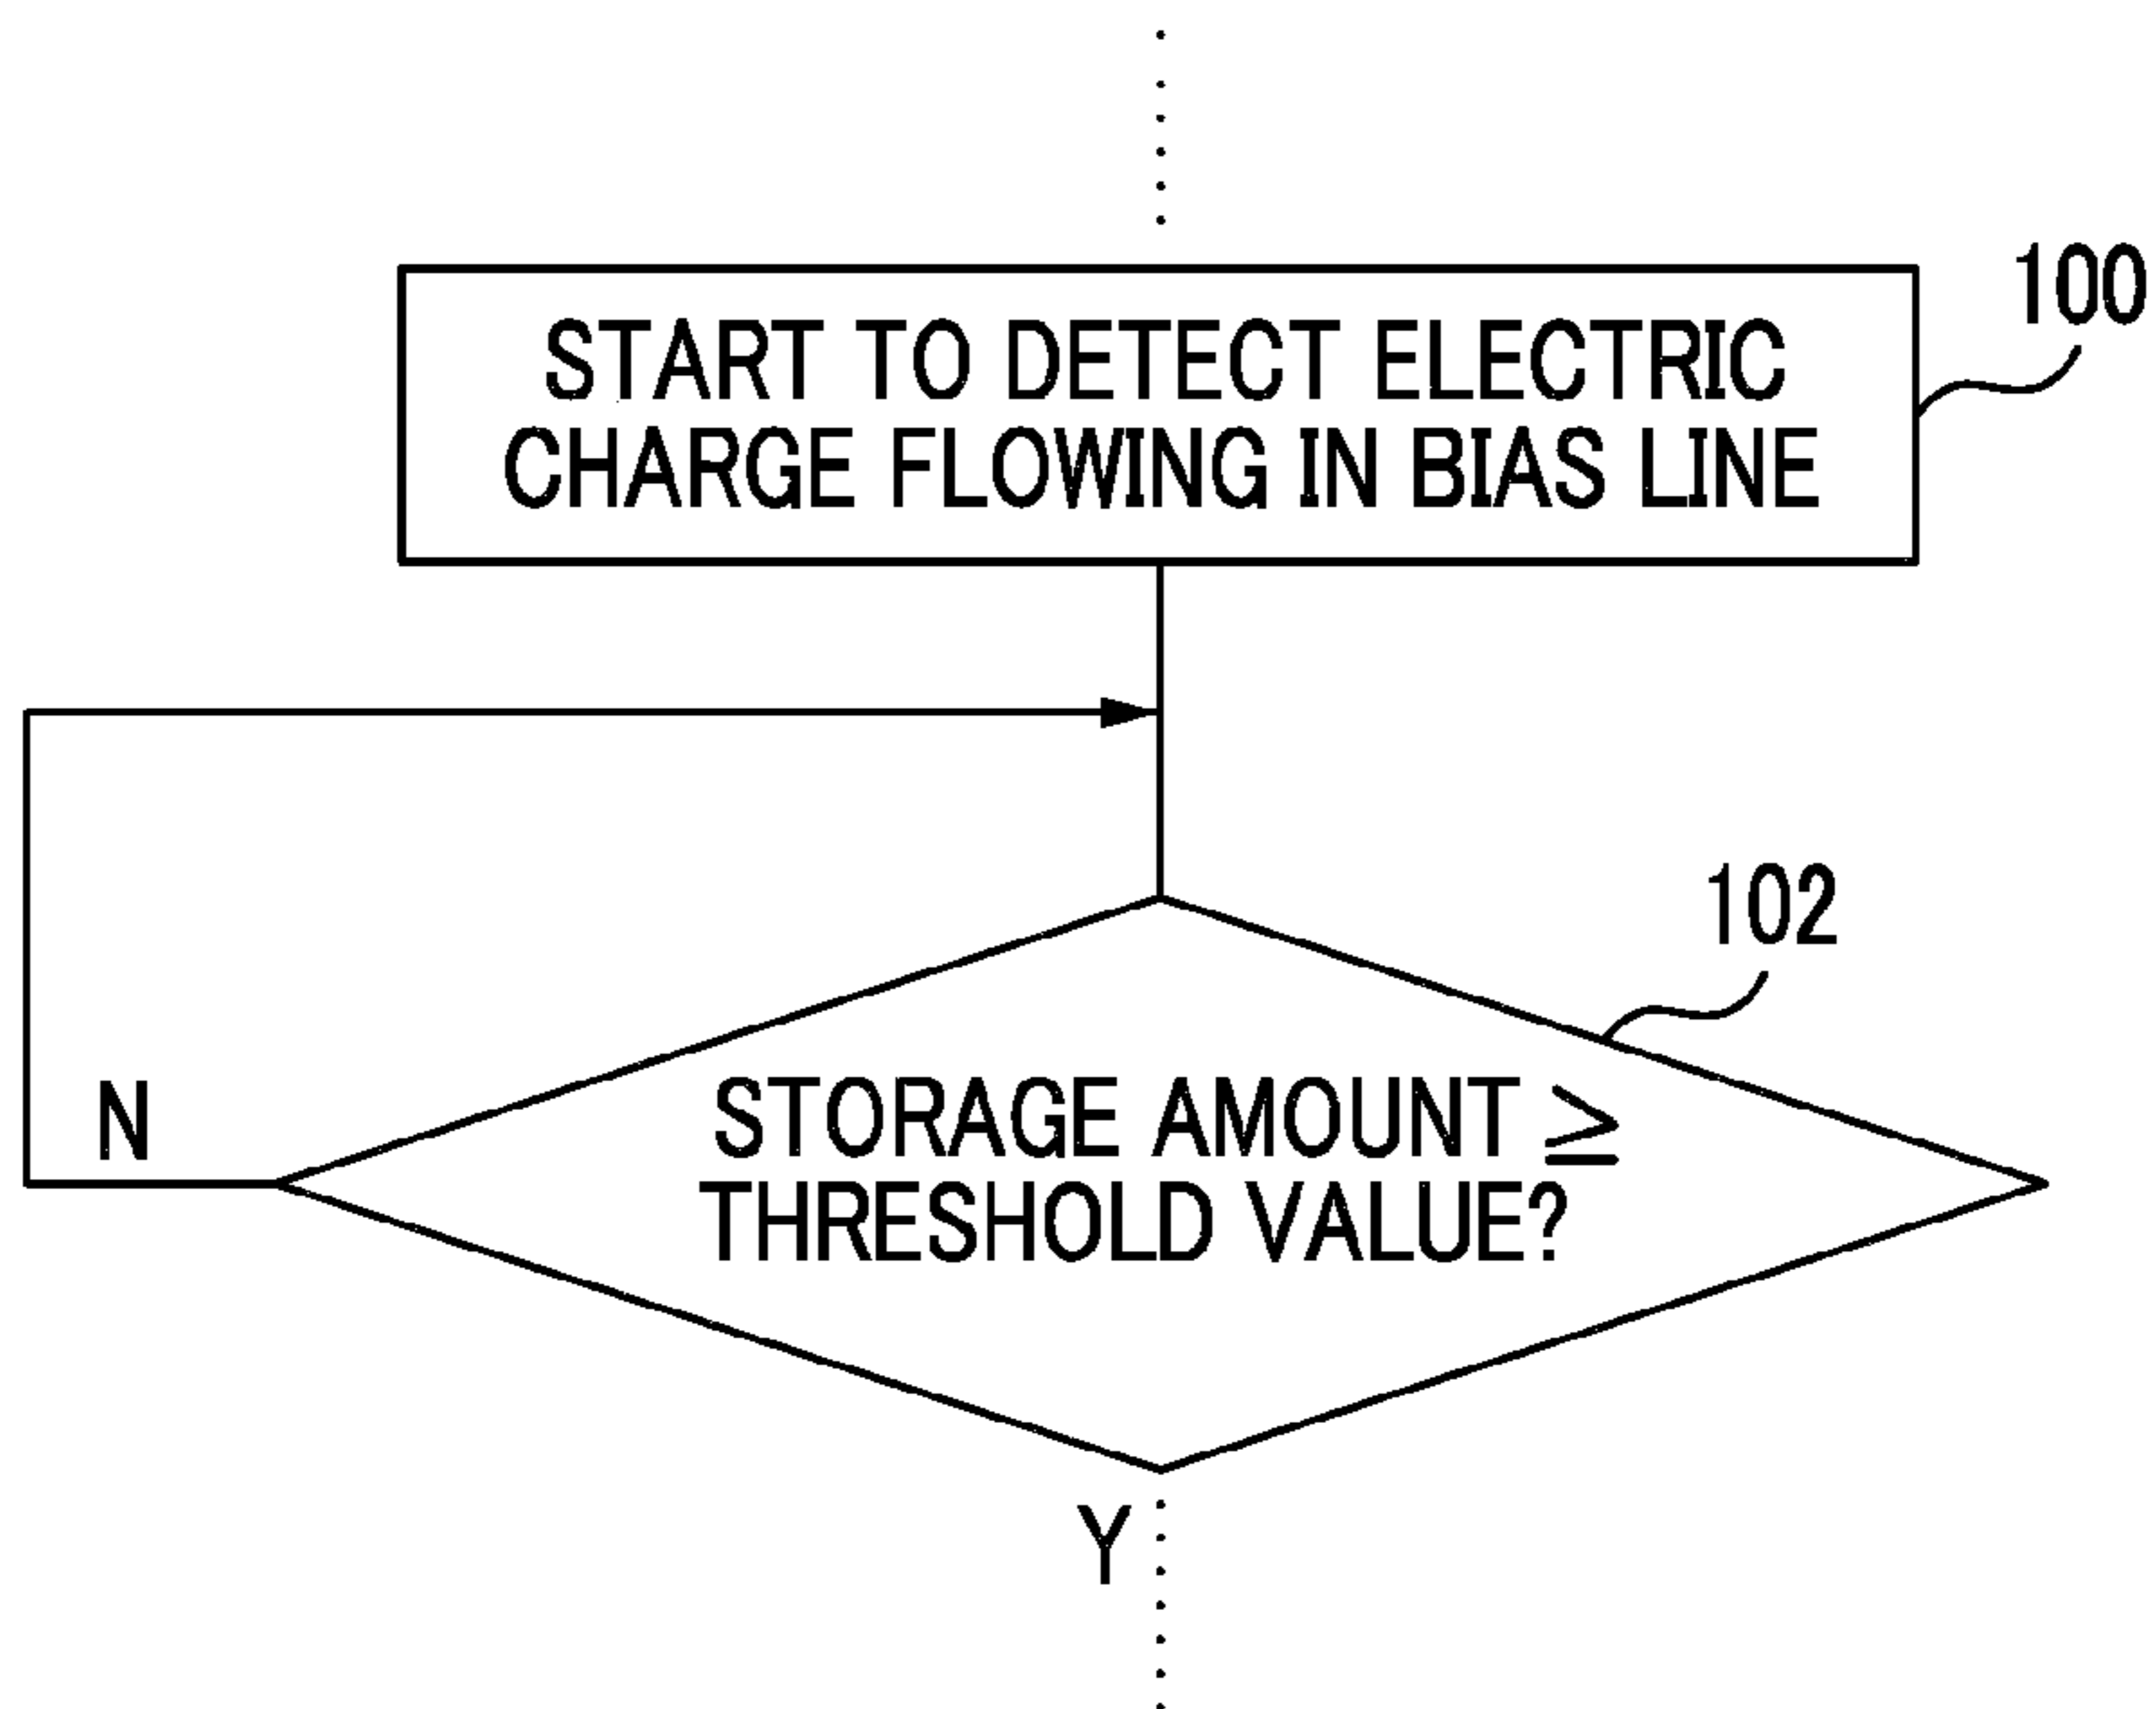 100
START TO DETECT ELECTRIC
CHARGE FLOWING IN BIAS LINE
102
N
STORAGE AMOUNT ≥
THRESHOLD VALUE?
Y